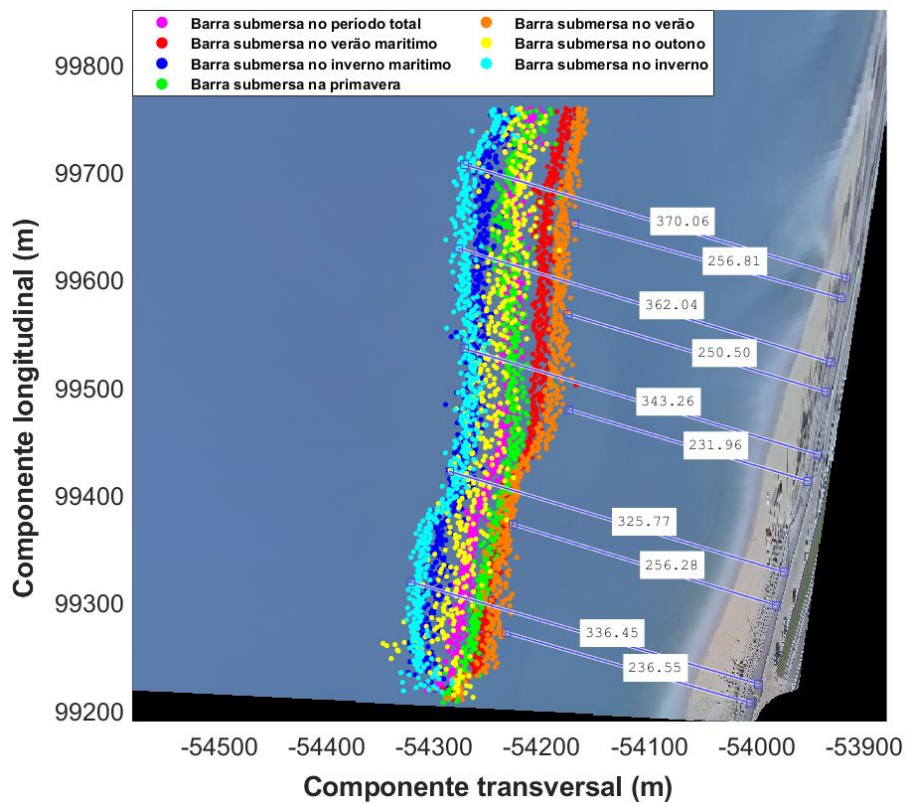 Barra submersa no período total
Barra submersa no verão maritimo
Barra submersa no inverno maritimo
Barra submersa na primavera
Barra submersa no verão
Barra submersa no outono
Barra submersa no inverno
Componente longitudinal (m)
99800
99700
99600
99500
99400
99300
99200
370.06
256.81
362.04
250.50
343.26
231.96
325.77
256.28
336.45
236.55
-54500
-54400
-54300
-54200
-54100
-54000
-53900
Componente transversal (m)